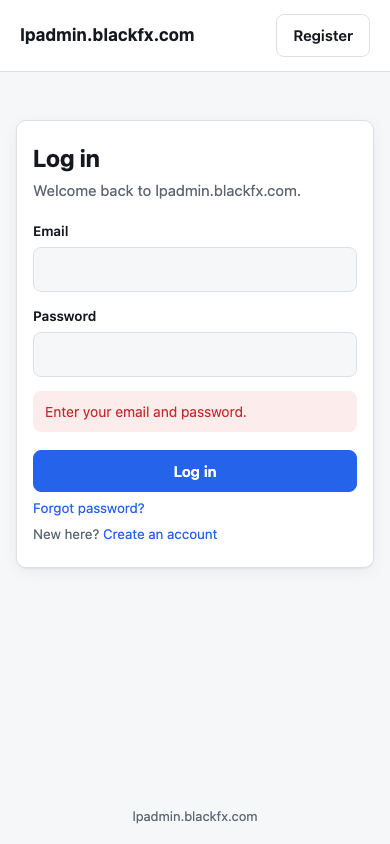 lpadmin.blackfx.com
Register
Log in
Welcome back to lpadmin.blackfx.com.
Email
Password
Enter your email and password.
Log in
Forgot password?
New here? Create an account
lpadmin.blackfx.com